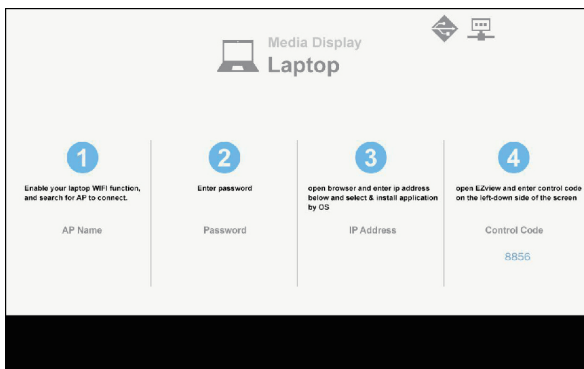 Media Display
Laptop
1
2
3
4
Enable your laptop WIFI function,
and search for AP to connect.
Enter password
open browser and enter ip address
below and select & install application
by OS
open EZview and enter control code
on the left-down side of the screen
AP Name
Password
IP Address
Control Code
8856